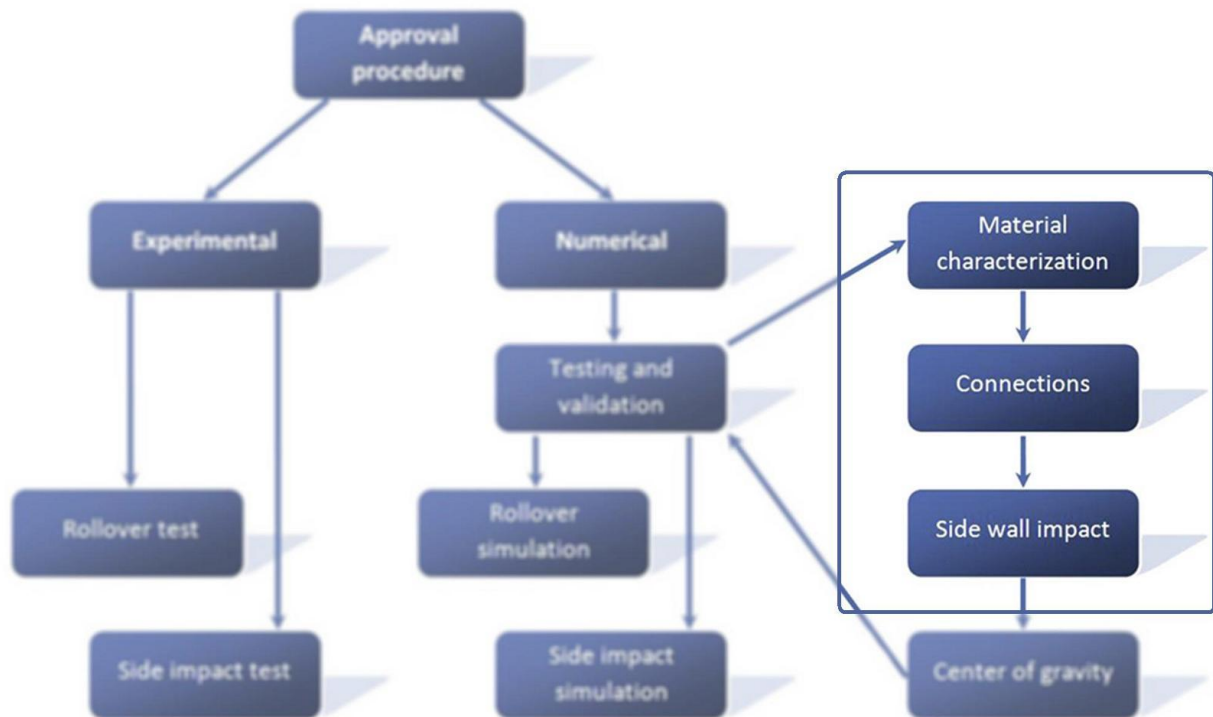 Approval
procedure
Experimental
Numerical
Material
characterization
Testing and
validation
Connections
Rollover test
Rollover
simulation
Side wall impact
Side impact test
Side impact
simulation
Center of gravity